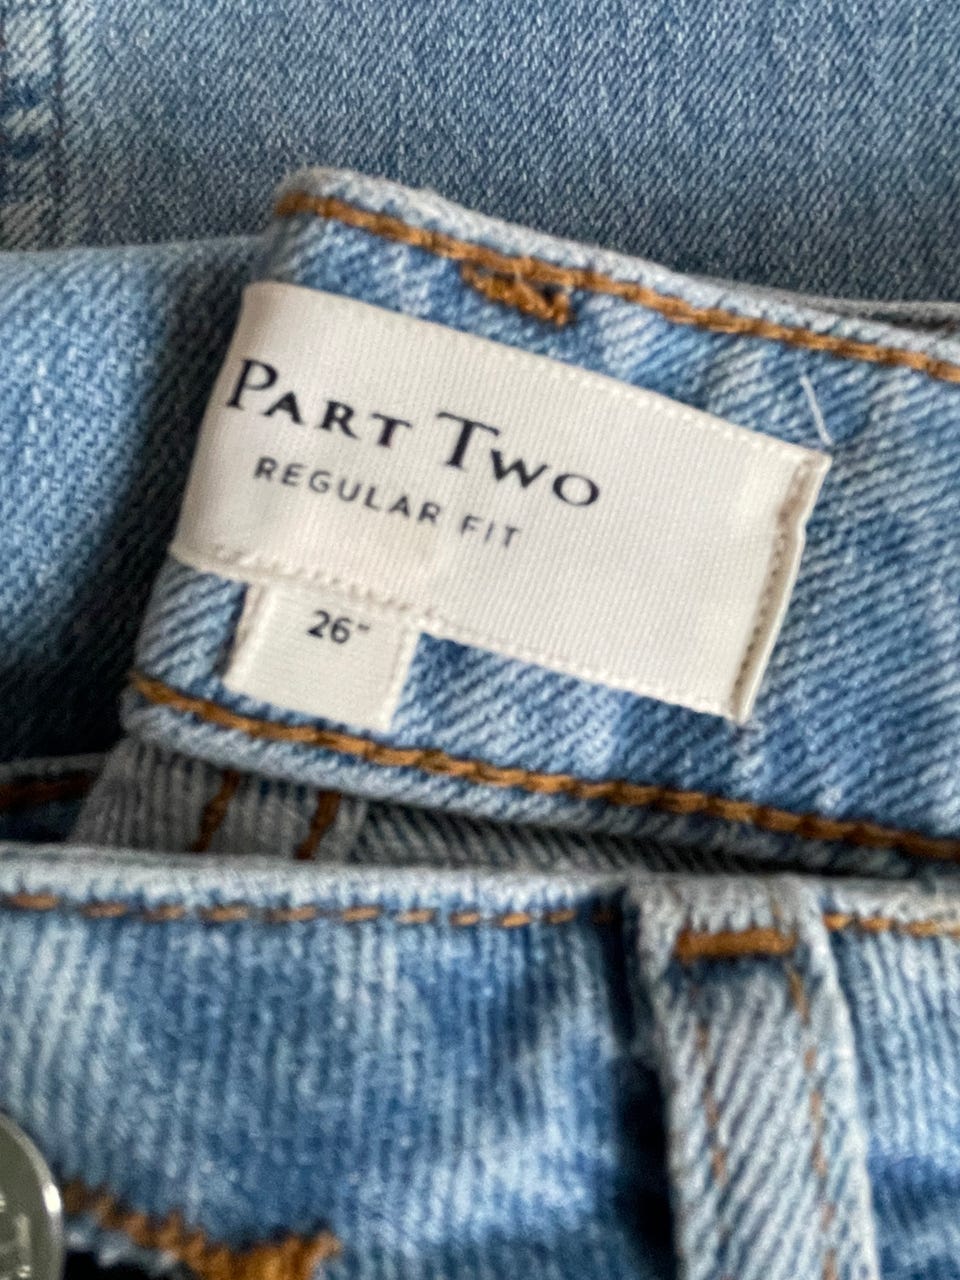 PART TWO
REGULAR FIT
26"